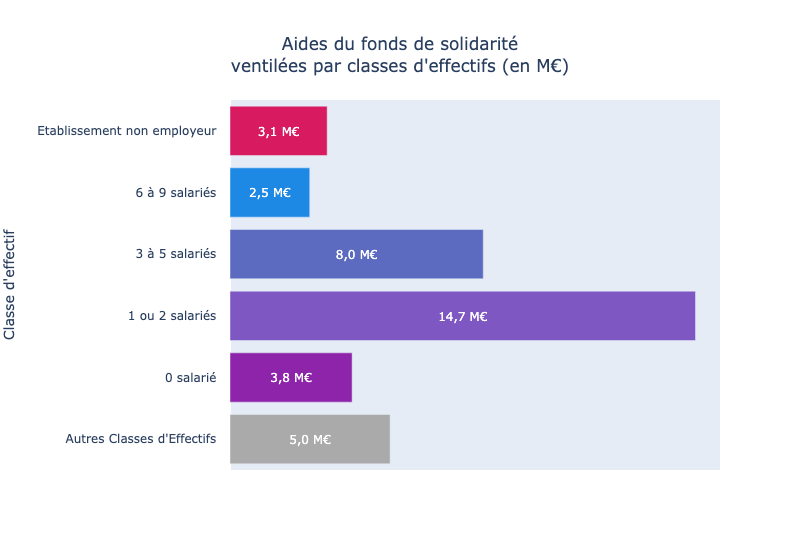 Aides du fonds de solidarité
ventilées par classes d'effectifs (en M€)
Classe d'effectif
Etablissement non employeur
3,1 M€
6 à 9 salariés
2,5 M€
3 à 5 salariés
8,0 M€
1 ou 2 salariés
14,7 M€
0 salarié
3,8 M€
Autres Classes d'Effectifs
5,0 M€